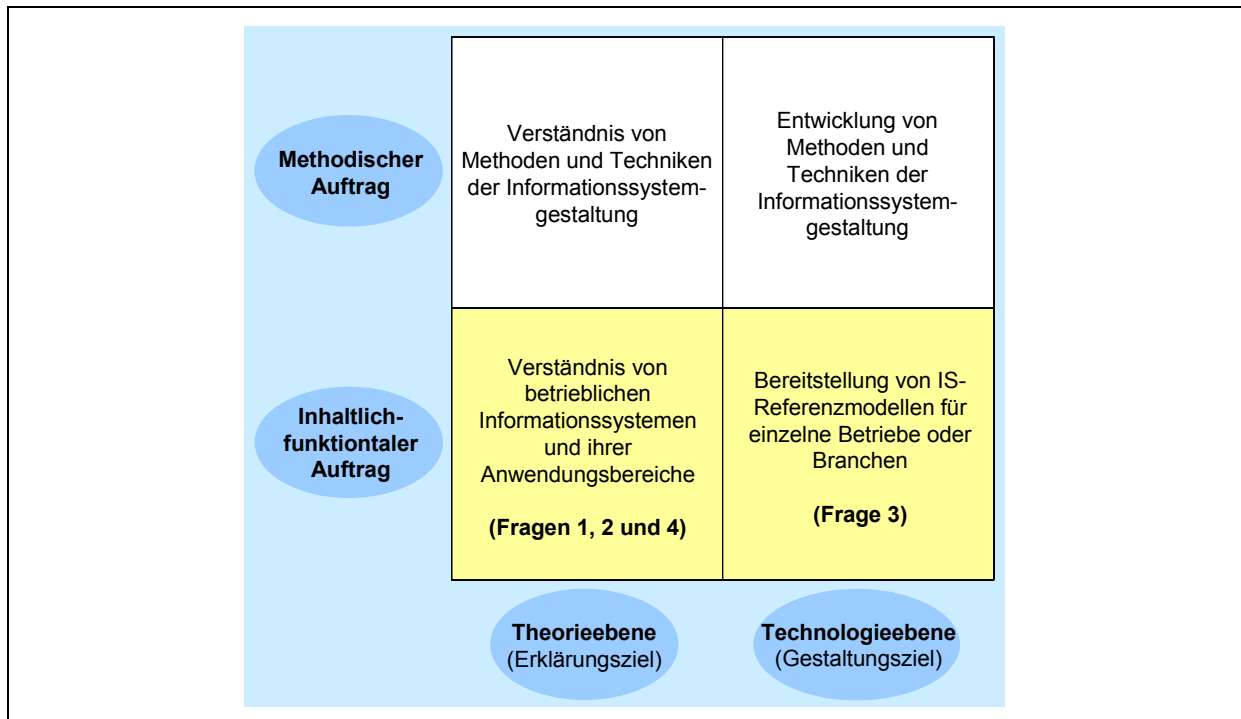 Methodischer
Auftrag
Verständnis von
Methoden und Techniken
der Informationssystem-
gestaltung
Entwicklung von
Methoden und
Techniken der
Informationssystem-
gestaltung
Inhaltlich-
funktiontaler
Auftrag
Verständnis von
betrieblichen
Informationssystemen
und ihrer
Anwendungsbereiche
(Fragen 1, 2 und 4)
Bereitstellung von IS-
Referenzmodellen für
einzelne Betriebe oder
Branchen
(Frage 3)
Theorieebene
(Erklärungsziel)
Technologieebene
(Gestaltungsziel)